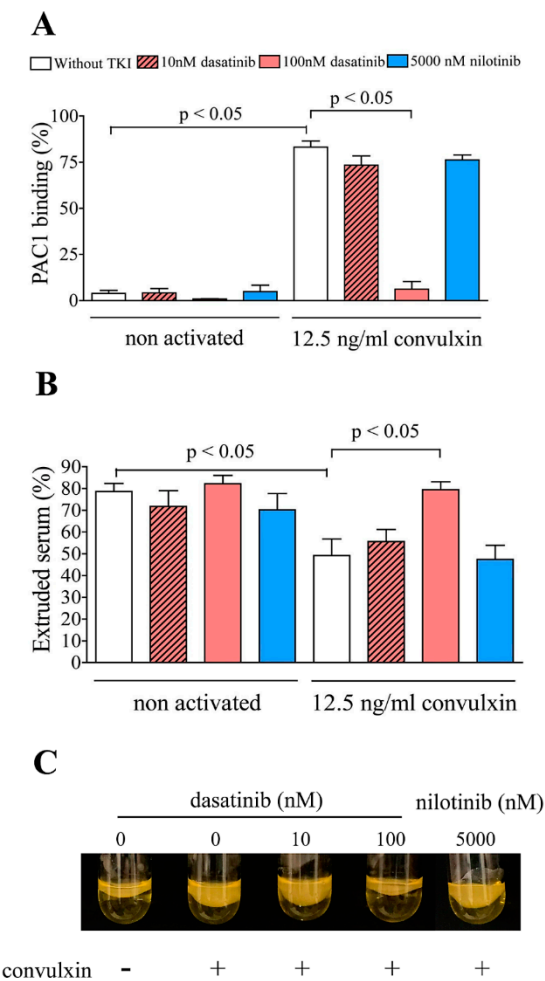 A
Without TKI 10nM dasatinib 100nM dasatinib 5000 nM nilotinib
p < 0.05
p < 0.05
PAC1 binding (%)
100
75
50
25
0
non activated 12.5 ng/ml convulxin
B
p < 0.05
p < 0.05
Extruded serum (%)
90
80
70
60
50
40
30
20
10
0
non activated 12.5 ng/ml convulxin
C
dasatinib (nM) nilotinib (nM)
0 0 10 100 5000
convulxin - + + + +